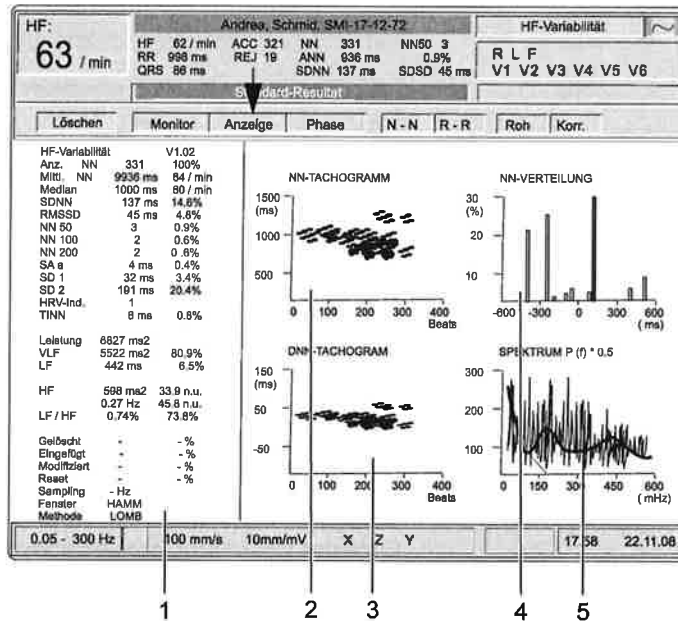 HF:
63 / min
Andrea, Schmid, SMI-17-12-72
HF 62 / min ACC 321 NN 331 NN50 3
RR 998 ms REJ 19 ANN 936 ms 0.9%
QRS 86 ms SDNN 137 ms SDSD 45 ms
Standard-Resultat
HF-Variabilität
R L F
V1 V2 V3 V4 V5 V6
Löschen Monitor Anzeige Phase N - N R - R Roh Korr.
HF-Variabilität V1.02
Anz. NN 331 100%
Mittl. NN 9936 ms 64 / min
Median 1000 ms 60 / min
SDNN 137 ms 14,6%
RMSSD 45 ms 4.8%
NN 50 3 0.9%
NN 100 2 0.6%
NN 200 2 0.6%
SA e 4 ms 0.4%
SD 1 32 ms 3.4%
SD 2 191 ms 20.4%
HRV-Ind. 1
TINN 8 ms 0.8%
Leistung 6827 ms2
VLF 5522 ms2 80,9%
LF 442 ms 6,5%
HF 598 ms2 33.9 n.u.
0.27 Hz 45.8 n.u.
LF / HF 0.74% 73.8%
Gelöscht - - %
Eingefügt - - %
Modifiziert - - %
Reset - - %
Sampling - Hz
Fenster HAMM
Methode LOMB
NN-TACHOGRAMM
1500
(ms)
1000
500
0 100 200 300 400
Beats
NN-VERTEILUNG
30
(%)
20
10
-600 -300 0 300 600
( ms)
DNN-TACHOGRAM
150
(ms)
50
-50
0 100 200 300 400
Beats
SPEKTRUM P (f) * 0.5
300
200
100
0 150 300 450 600
( mHz)
0.05 - 300 Hz 100 mm/s 10mm/mV X Z Y 17.58 22.11.08
1 2 3 4 5